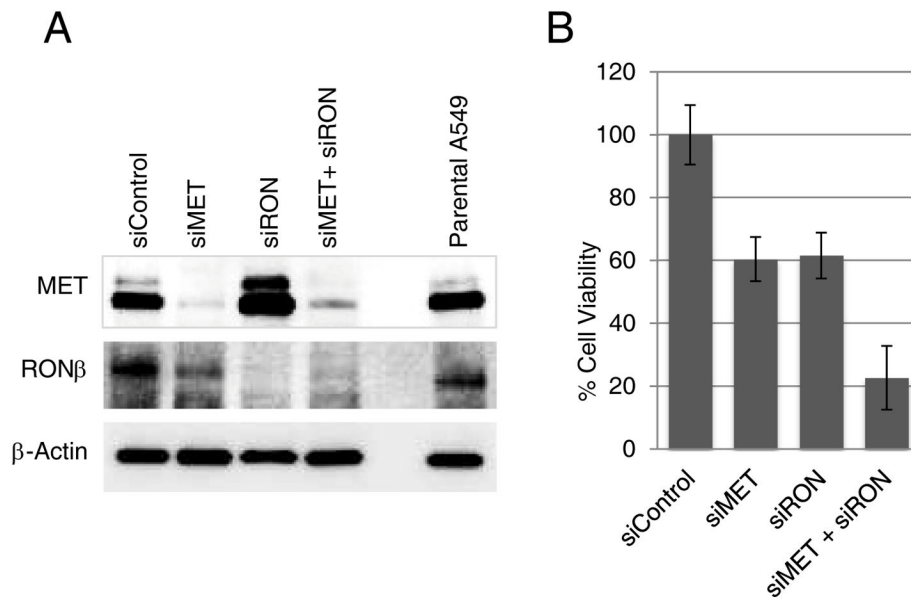 A
siControl
siMET
siRON
siMET+ siRON
Parental A549
MET
RONβ
β-Actin
B
% Cell Viability
120
100
80
60
40
20
0
siControl
siMET
siRON
siMET + siRON